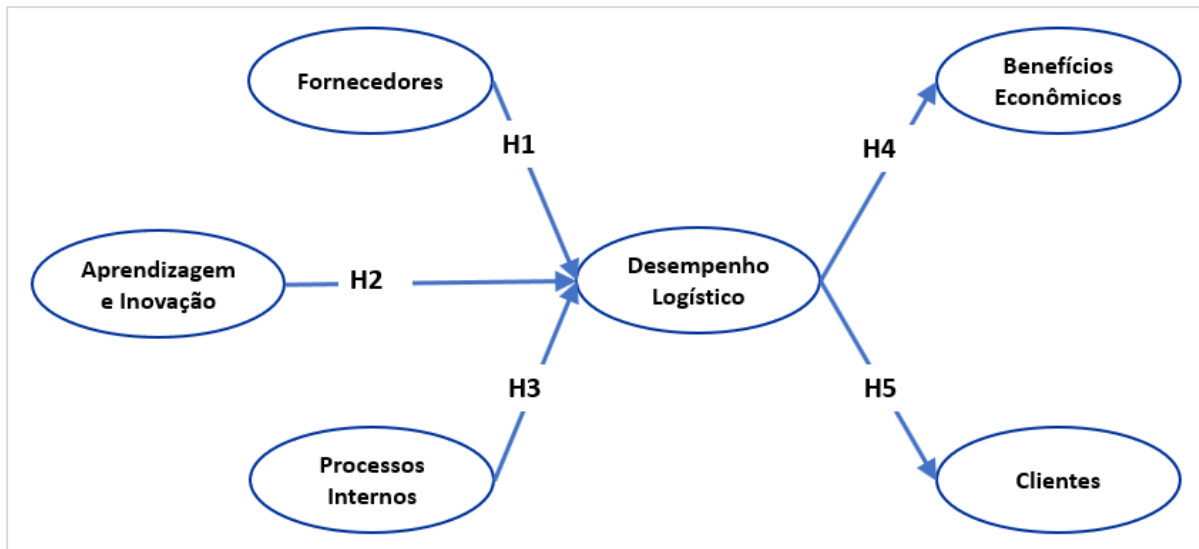 Fornecedores
Benefícios
Econômicos
H1
H4
Aprendizagem
e Inovação
H2
Desempenho
Logístico
H3
H5
Processos
Internos
Clientes